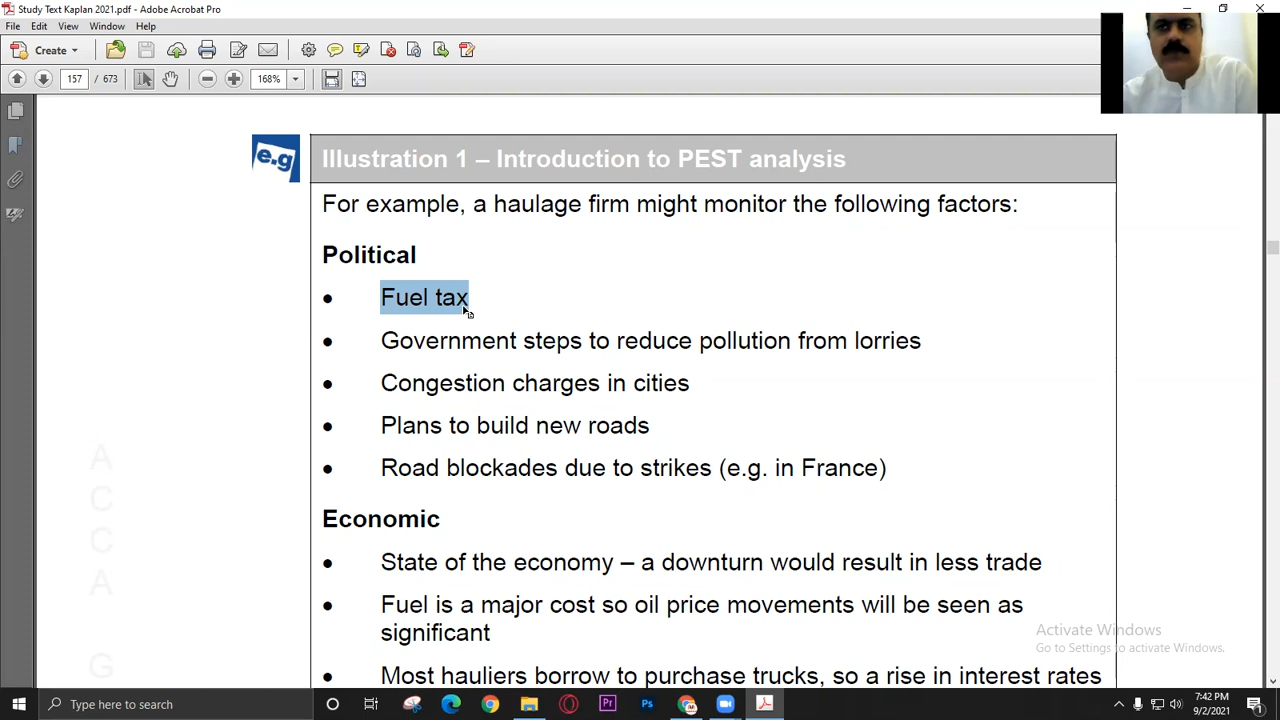 Study Text Kaplan 2021.pdf - Adobe Acrobat Pro
File Edit View Window Help
Create
157 / 673 168%
e.g
Illustration 1 – Introduction to PEST analysis
For example, a haulage firm might monitor the following factors:
Political
• Fuel tax
• Government steps to reduce pollution from lorries
• Congestion charges in cities
• Plans to build new roads
• Road blockades due to strikes (e.g. in France)
Economic
• State of the economy – a downturn would result in less trade
• Fuel is a major cost so oil price movements will be seen as
significant
• Most hauliers borrow to purchase trucks, so a rise in interest rates
A
C
C
A
G
Activate Windows
Go to Settings to activate Windows.
Type here to search
Pr
Ps
7:42 PM
9/2/2021
1